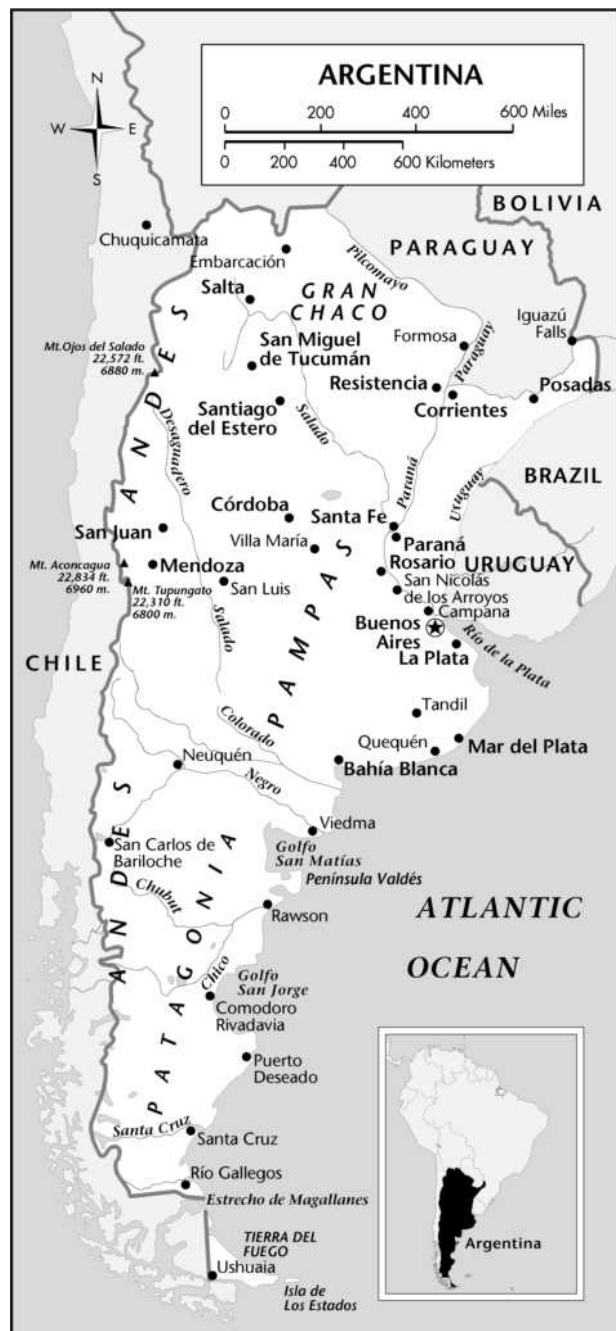 ARGENTINA
0 200 400 600 Miles
0 200 400 600 Kilometers
N
W E
S
BOLIVIA
PARAGUAY
Chuquicamata
Embarcación
Pilcomayo
Salta
GRAN
CHACO
Iguazú
Falls
Mt.Ojos del Salado
22,572 ft.
6880 m.
San Miguel
de Tucumán
Formosa
Paraguay
Resistencia
Posadas
Corrientes
Santiago
del Estero
Salado
Desaguadero
ANDES
Paraná
Uruguay
BRAZIL
Córdoba
Santa Fe
San Juan
Villa María
Paraná
Mt. Aconcagua
22,834 ft.
6960 m.
Mendoza
Rosario
URUGUAY
Mt. Tupungato
22,310 ft.
6800 m.
San Luis
San Nicolás
de los Arroyos
Campana
Buenos
Aires
Río de la Plata
La Plata
Salado
PAMPAS
CHILE
Tandil
Colorado
Quequén
Mar del Plata
Neuquén
Bahía Blanca
Negro
Viedma
San Carlos de
Bariloche
Golfo
San Matías
Península Valdés
Chubut
ANDES
Rawson
ATLANTIC
OCEAN
PATAGONIA
Chico
Golfo
San Jorge
Comodoro
Rivadavia
Puerto
Deseado
Santa Cruz
Santa Cruz
Río Gallegos
Estrecho de Magallanes
TIERRA DEL
FUEGO
Ushuaia
Isla de
Los Estados
Argentina